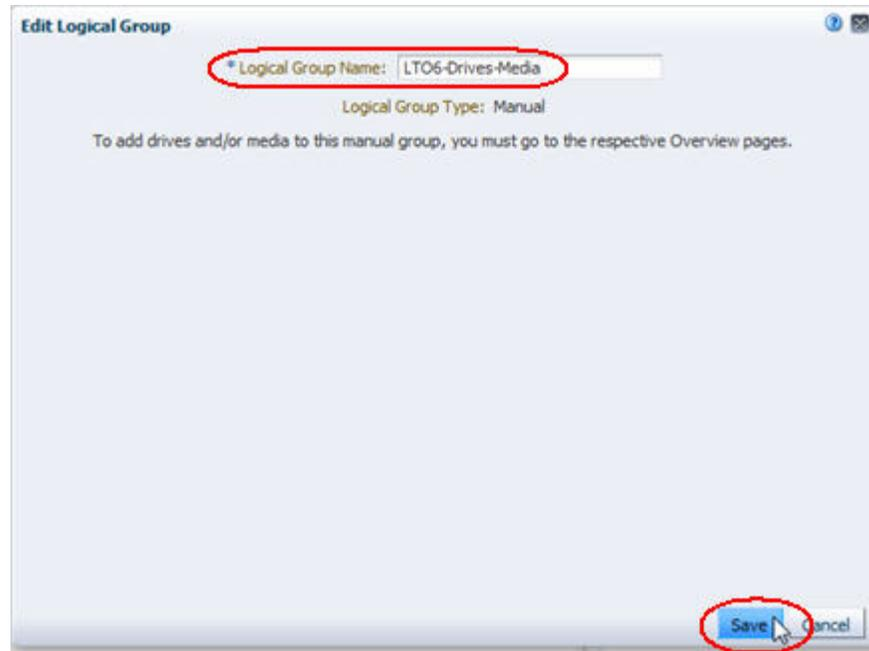 Edit Logical Group
* Logical Group Name: LTO6-Drives-Media
Logical Group Type: Manual
To add drives and/or media to this manual group, you must go to the respective Overview pages.
Save Cancel